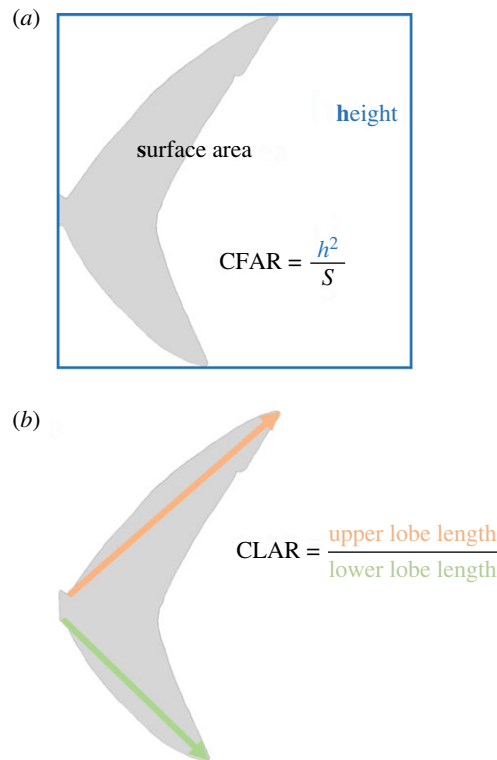 (a)
height
surface area
CFAR = h²
S
(b)
CLAR = upper lobe length
lower lobe length